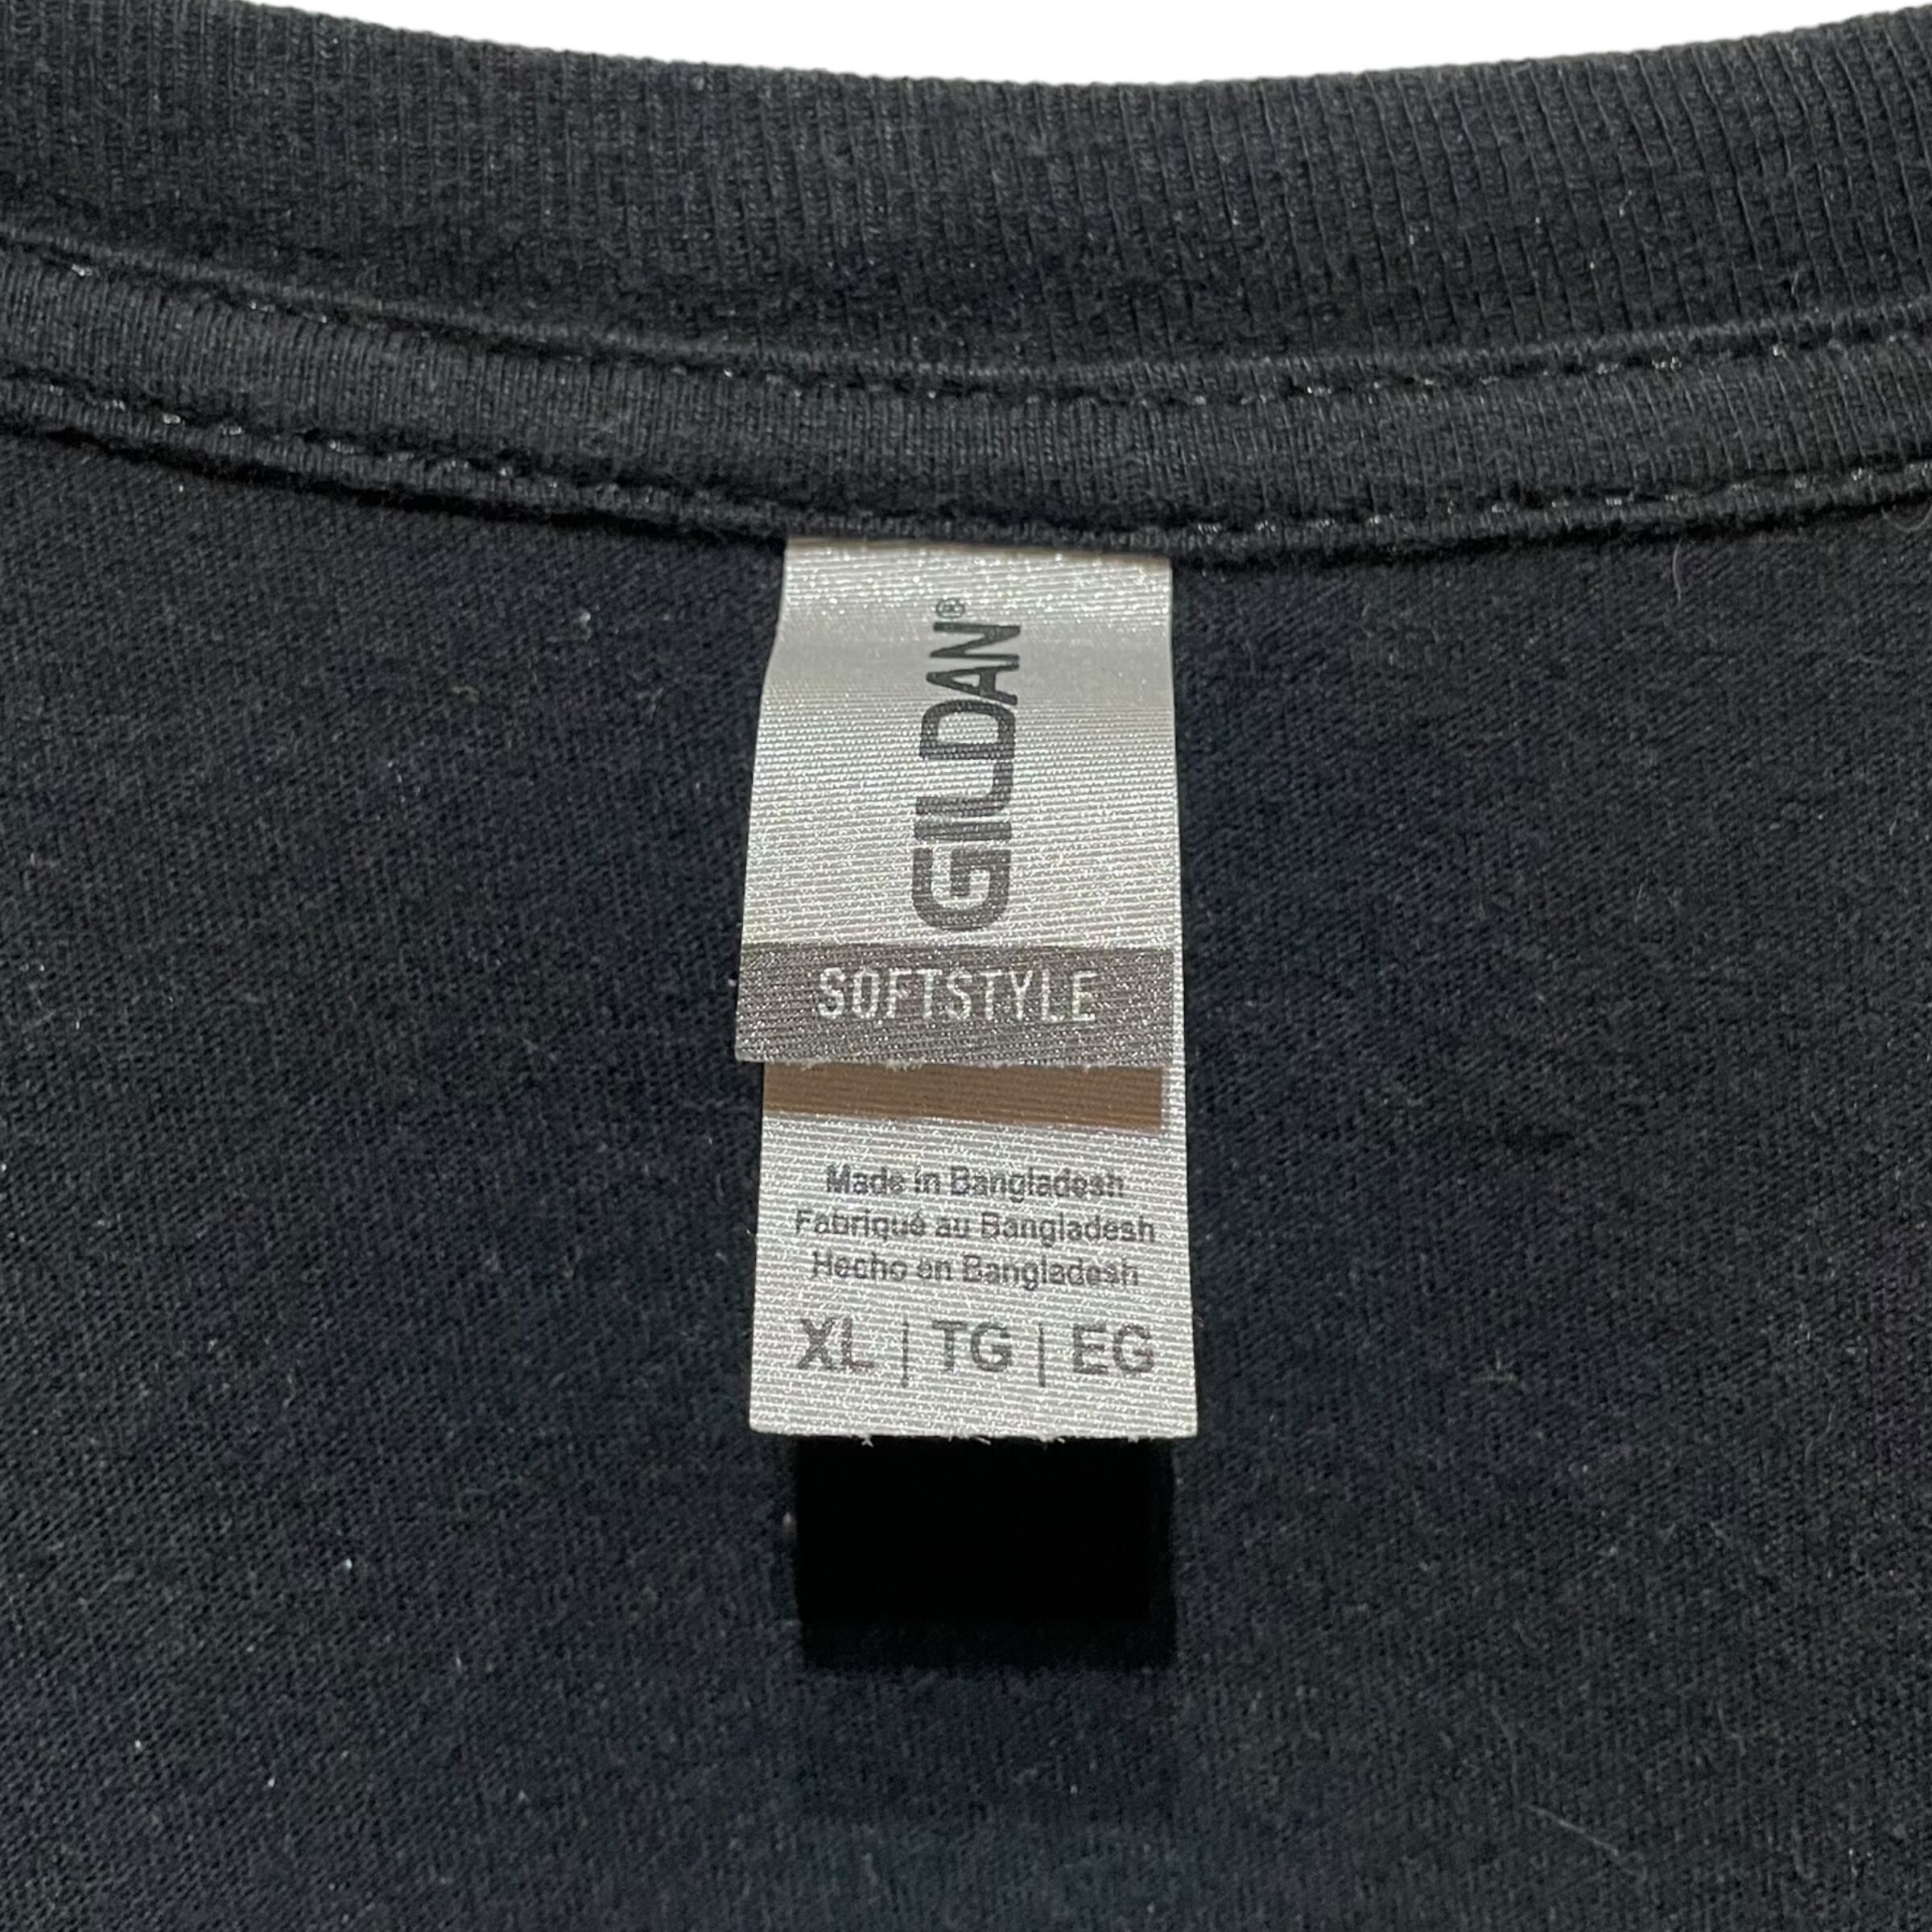 GILDAN®
SOFTSTYLE
Made in Bangladesh
Fabriqué au Bangladesh
Hecho en Bangladesh
XL | TG | EG